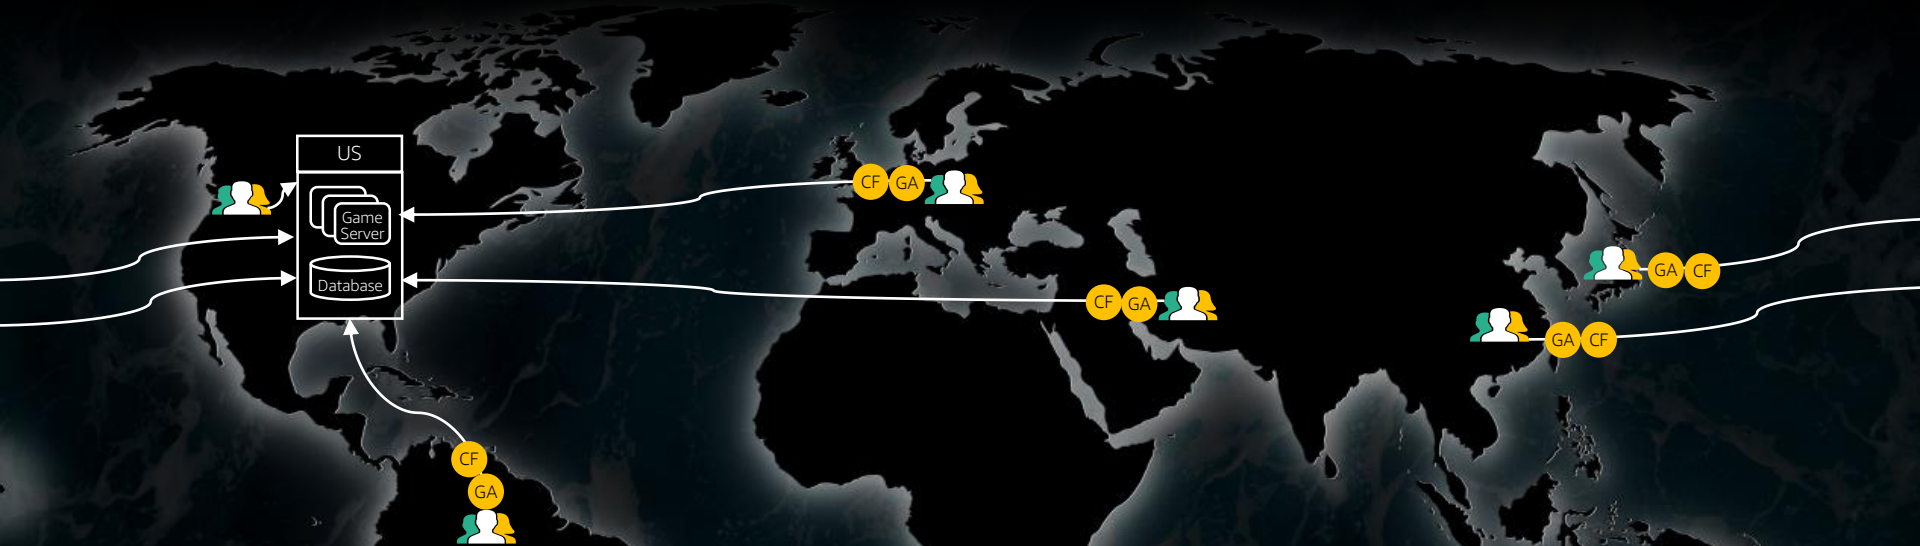 US
Game
Server
Database
CF GA
CF GA
GA CF
GA CF
CF
GA